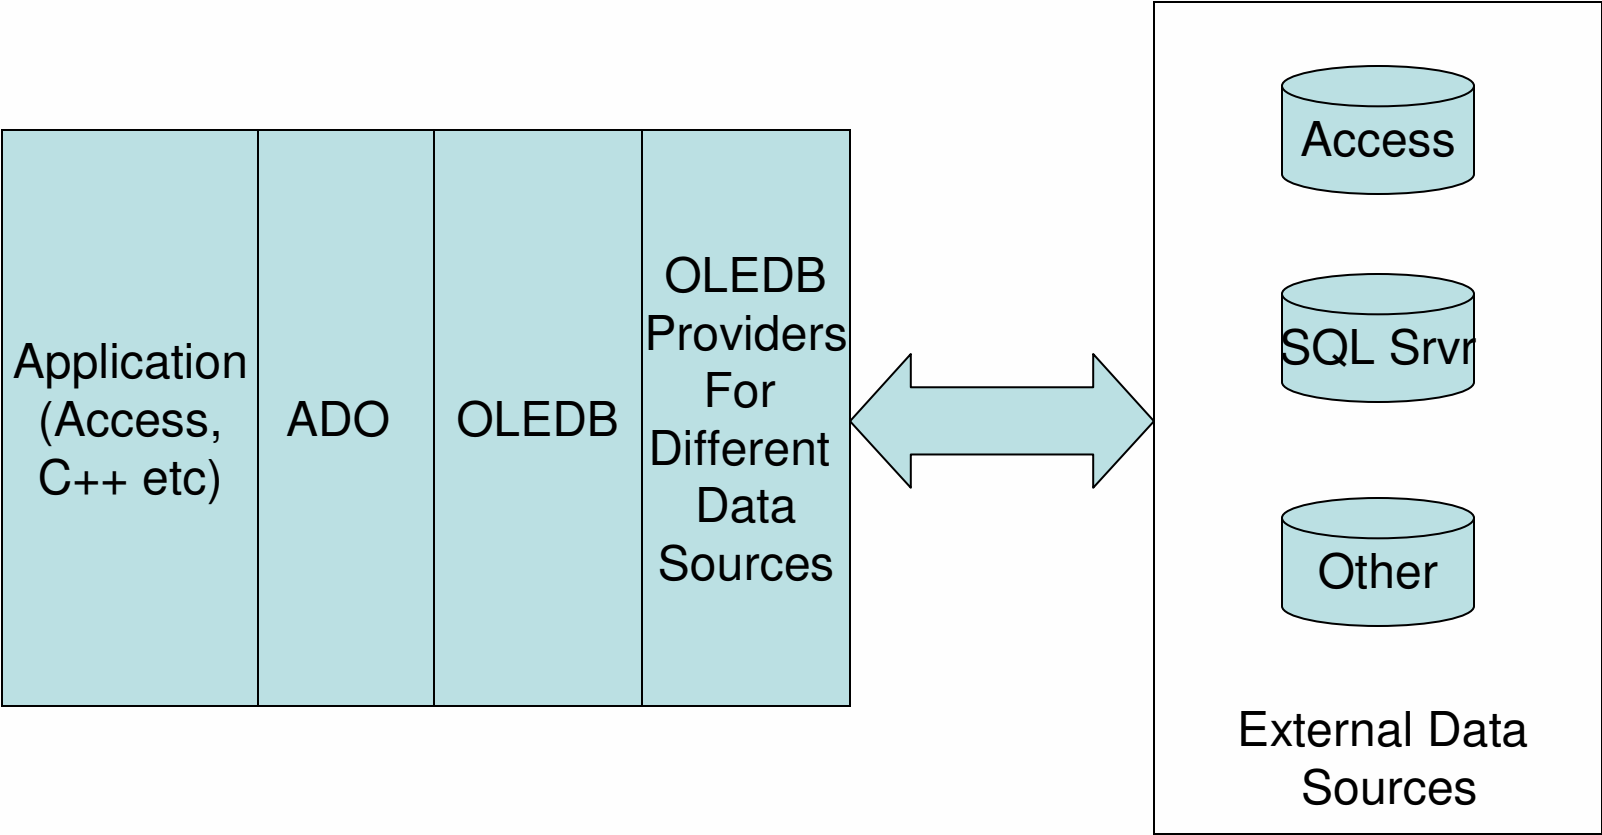 Application
(Access,
C++ etc)
ADO
OLEDB
OLEDB
Providers
For
Different
Data
Sources
Access
SQL Srvr
Other
External Data
Sources